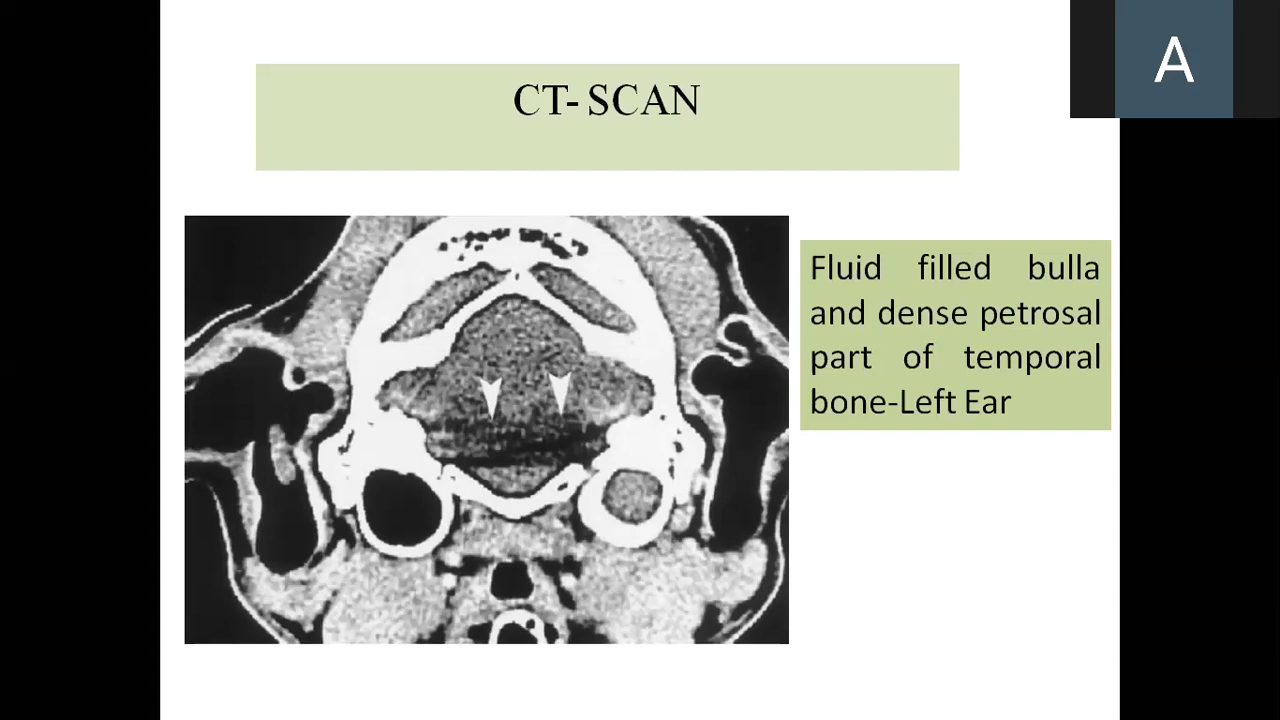 A
CT- SCAN
Fluid filled bulla
and dense petrosal
part of temporal
bone-Left Ear